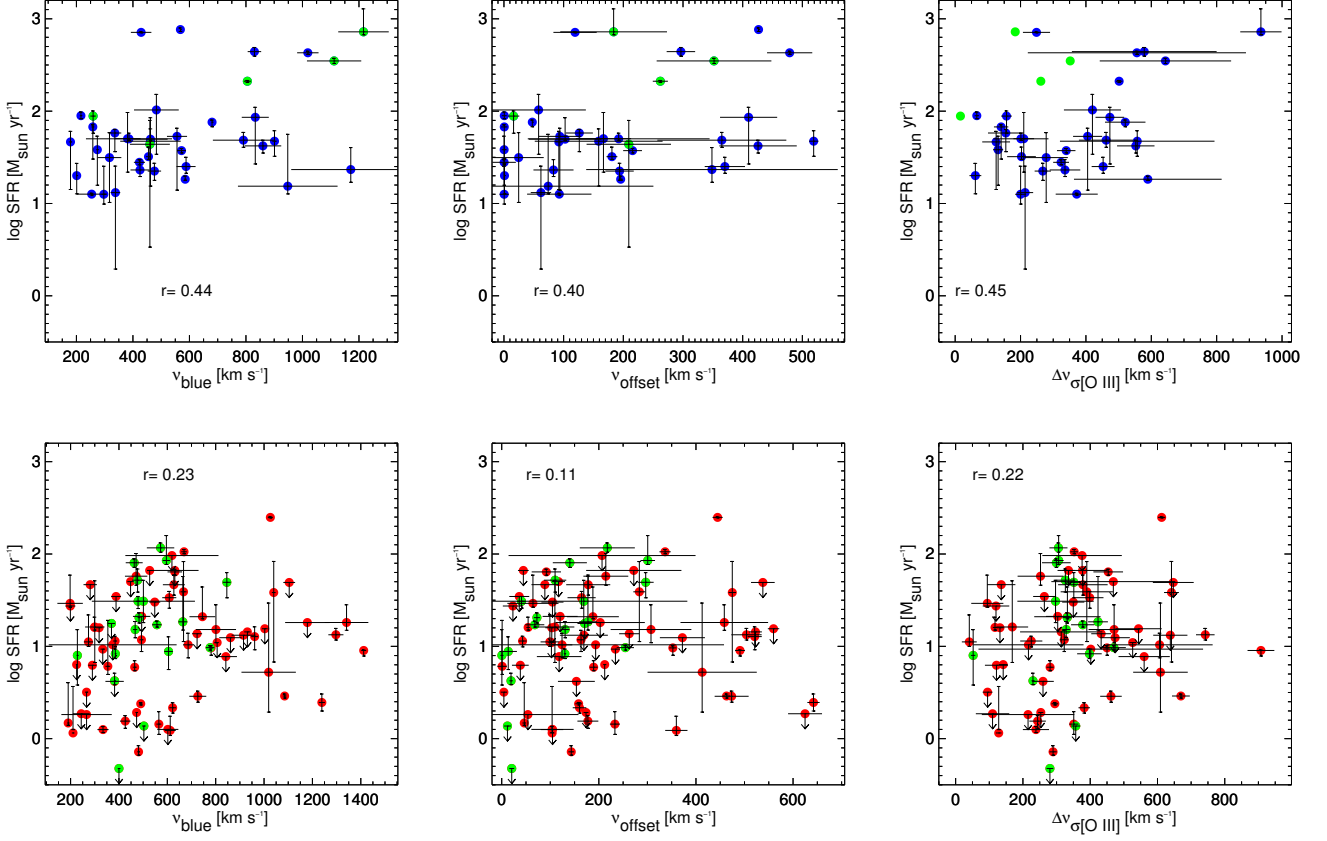 3
2
1
0
log SFR [M_sun yr⁻¹]
r= 0.44
200 400 600 800 1000 1200
ν_blue [km s⁻¹]
3
2
1
0
log SFR [M_sun yr⁻¹]
r= 0.40
0 100 200 300 400 500
ν_offset [km s⁻¹]
3
2
1
0
log SFR [M_sun yr⁻¹]
r= 0.45
0 200 400 600 800 1000
Δν_σ[O III] [km s⁻¹]
3
2
1
0
log SFR [M_sun yr⁻¹]
r= 0.23
200 400 600 800 1000 1200 1400
ν_blue [km s⁻¹]
3
2
1
0
log SFR [M_sun yr⁻¹]
r= 0.11
0 200 400 600
ν_offset [km s⁻¹]
3
2
1
0
log SFR [M_sun yr⁻¹]
r= 0.22
0 200 400 600 800
Δν_σ[O III] [km s⁻¹]